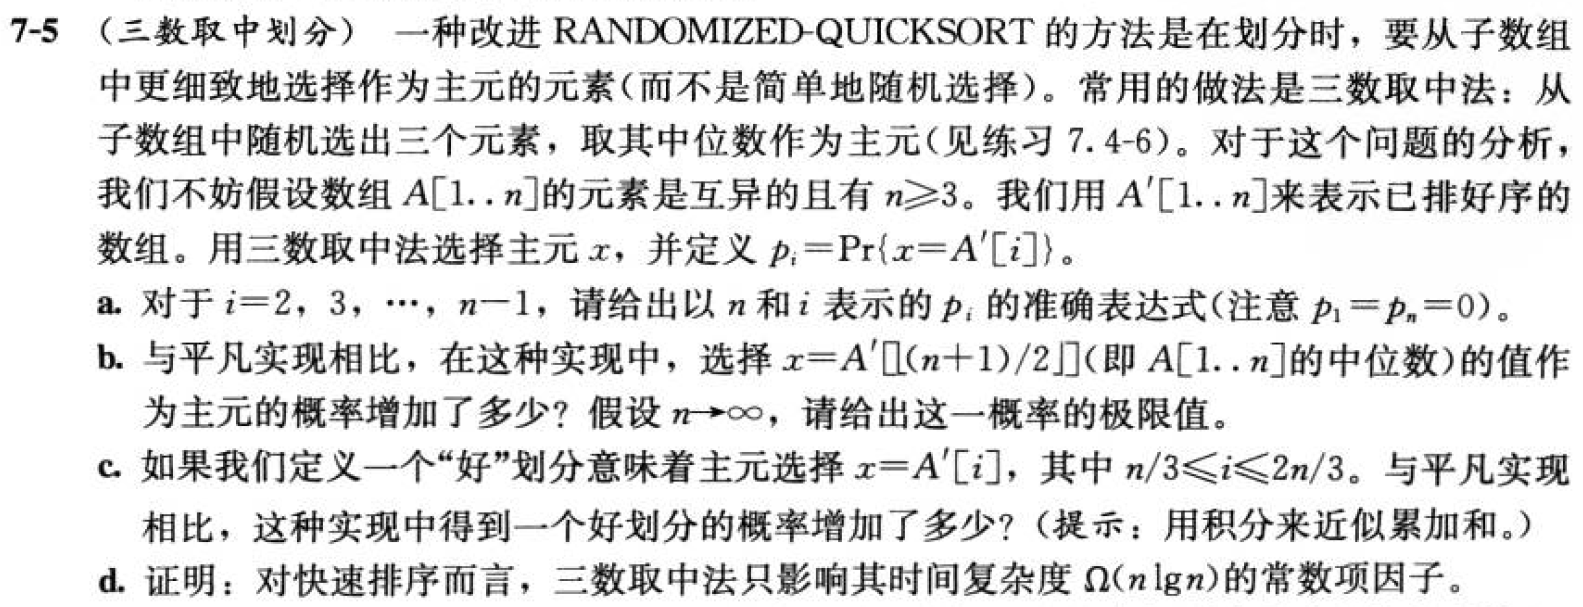 7-5 （三数取中划分） 一种改进 RANDOMIZED-QUICKSORT 的方法是在划分时，要从子数组
中更细致地选择作为主元的元素(而不是简单地随机选择)。常用的做法是三数取中法：从
子数组中随机选出三个元素，取其中位数作为主元(见练习 7.4-6)。对于这个问题的分析，
我们不妨假设数组 A[1..n]的元素是互异的且有 n≥3。我们用 A′[1..n]来表示已排好序的
数组。用三数取中法选择主元 x，并定义 pᵢ=Pr{x=A′[i]}。
a. 对于 i=2，3，…，n-1，请给出以 n 和 i 表示的 pᵢ 的准确表达式(注意 p₁=pₙ=0)。
b. 与平凡实现相比，在这种实现中，选择 x=A′[⌊(n+1)/2⌋](即 A[1..n]的中位数)的值作
为主元的概率增加了多少？假设 n→∞，请给出这一概率的极限值。
c. 如果我们定义一个“好”划分意味着主元选择 x=A′[i]，其中 n/3≤i≤2n/3。与平凡实现
相比，这种实现中得到一个好划分的概率增加了多少？(提示：用积分来近似累加和。)
d. 证明：对快速排序而言，三数取中法只影响其时间复杂度 Ω(n lgn)的常数项因子。